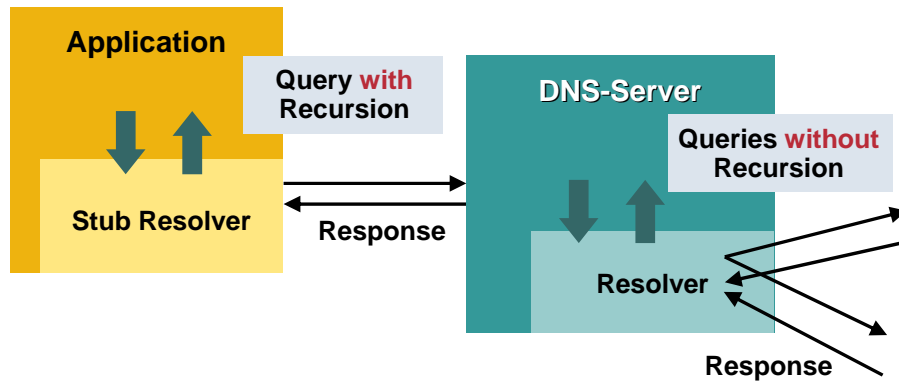 Application
Query with
Recursion
Stub Resolver
Response
DNS-Server
Queries without
Recursion
Resolver
Response